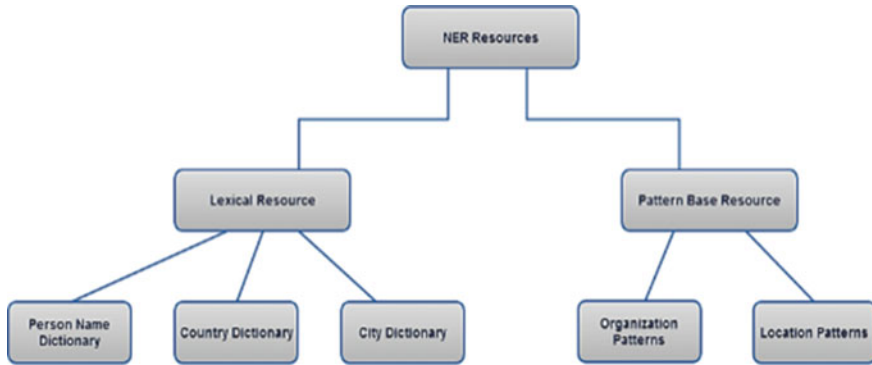 NER Resources
Lexical Resource
Pattern Base Resource
Person Name
Dictionary
Country Dictionary
City Dictionary
Organization
Patterns
Location Patterns